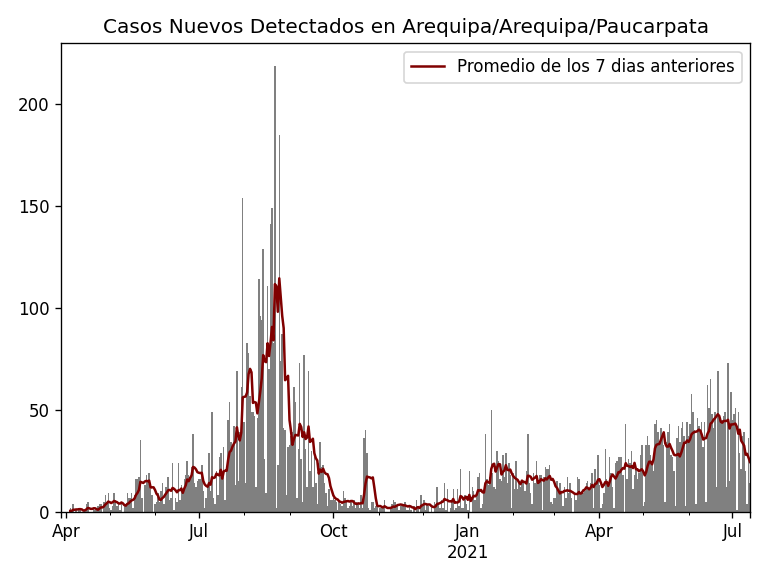 Casos Nuevos Detectados en Arequipa/Arequipa/Paucarpata
Promedio de los 7 dias anteriores
200
150
100
50
0
Apr Jul Oct Jan Apr Jul
2021